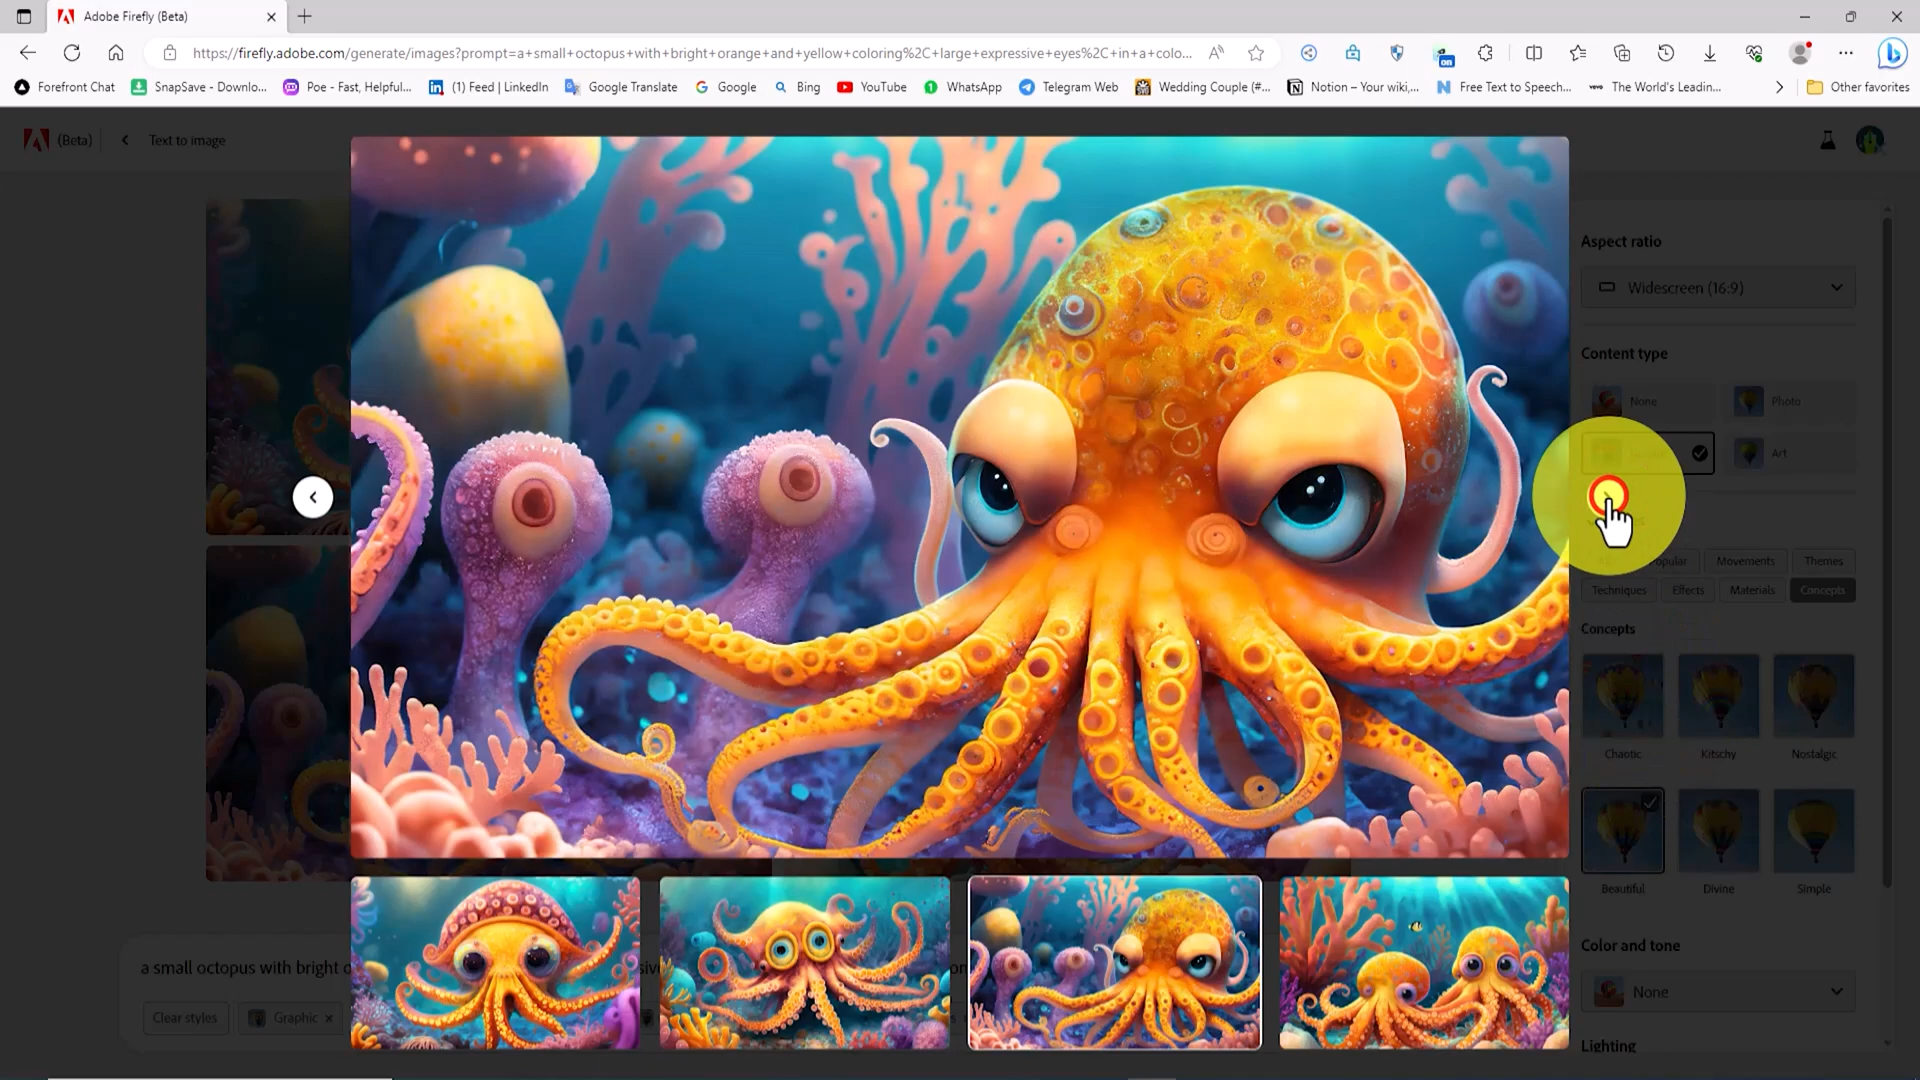 Adobe Firefly (Beta)
https://firefly.adobe.com/generate/images?prompt=a+small+octopus+with+bright+orange+and+yellow+coloring%2C+large+expressive+eyes%2C+in+a+colo...
on
Forefront Chat
SnapSave - Downlo...
Poe - Fast, Helpful...
(1) Feed | LinkedIn
Google Translate
Google
Bing
YouTube
WhatsApp
Telegram Web
Wedding Couple (#...
Notion – Your wiki,...
Free Text to Speech...
The World's Leadin...
Other favorites
(Beta)
Text to image
Aspect ratio
Widescreen (16:9)
Content type
None
Photo
Art
Popular
Movements
Themes
Techniques
Effects
Materials
Concepts
Concepts
Chaotic
Kitschy
Nostalgic
Beautiful
Divine
Simple
Color and tone
None
Lighting
a small octopus with bright o
Clear styles
Graphic